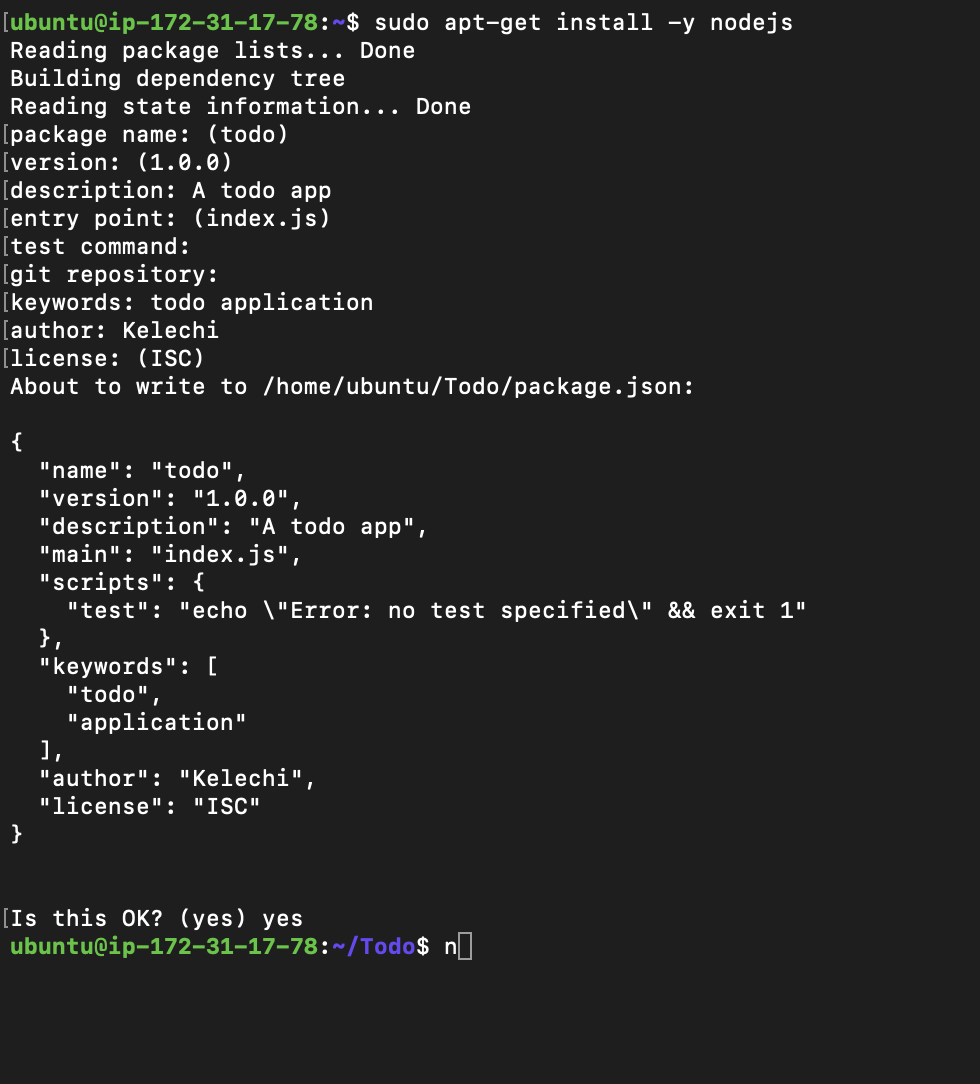 [ubuntu@ip-172-31-17-78:~$ sudo apt-get install -y nodejs
Reading package lists... Done
Building dependency tree
Reading state information... Done
[package name: (todo)
[version: (1.0.0)
[description: A todo app
[entry point: (index.js)
[test command:
[git repository:
[keywords: todo application
[author: Kelechi
[license: (ISC)
About to write to /home/ubuntu/Todo/package.json:
{
  "name": "todo",
  "version": "1.0.0",
  "description": "A todo app",
  "main": "index.js",
  "scripts": {
    "test": "echo \"Error: no test specified\" && exit 1"
  },
  "keywords": [
    "todo",
    "application"
  ],
  "author": "Kelechi",
  "license": "ISC"
}
[Is this OK? (yes) yes
ubuntu@ip-172-31-17-78:~/Todo$ n